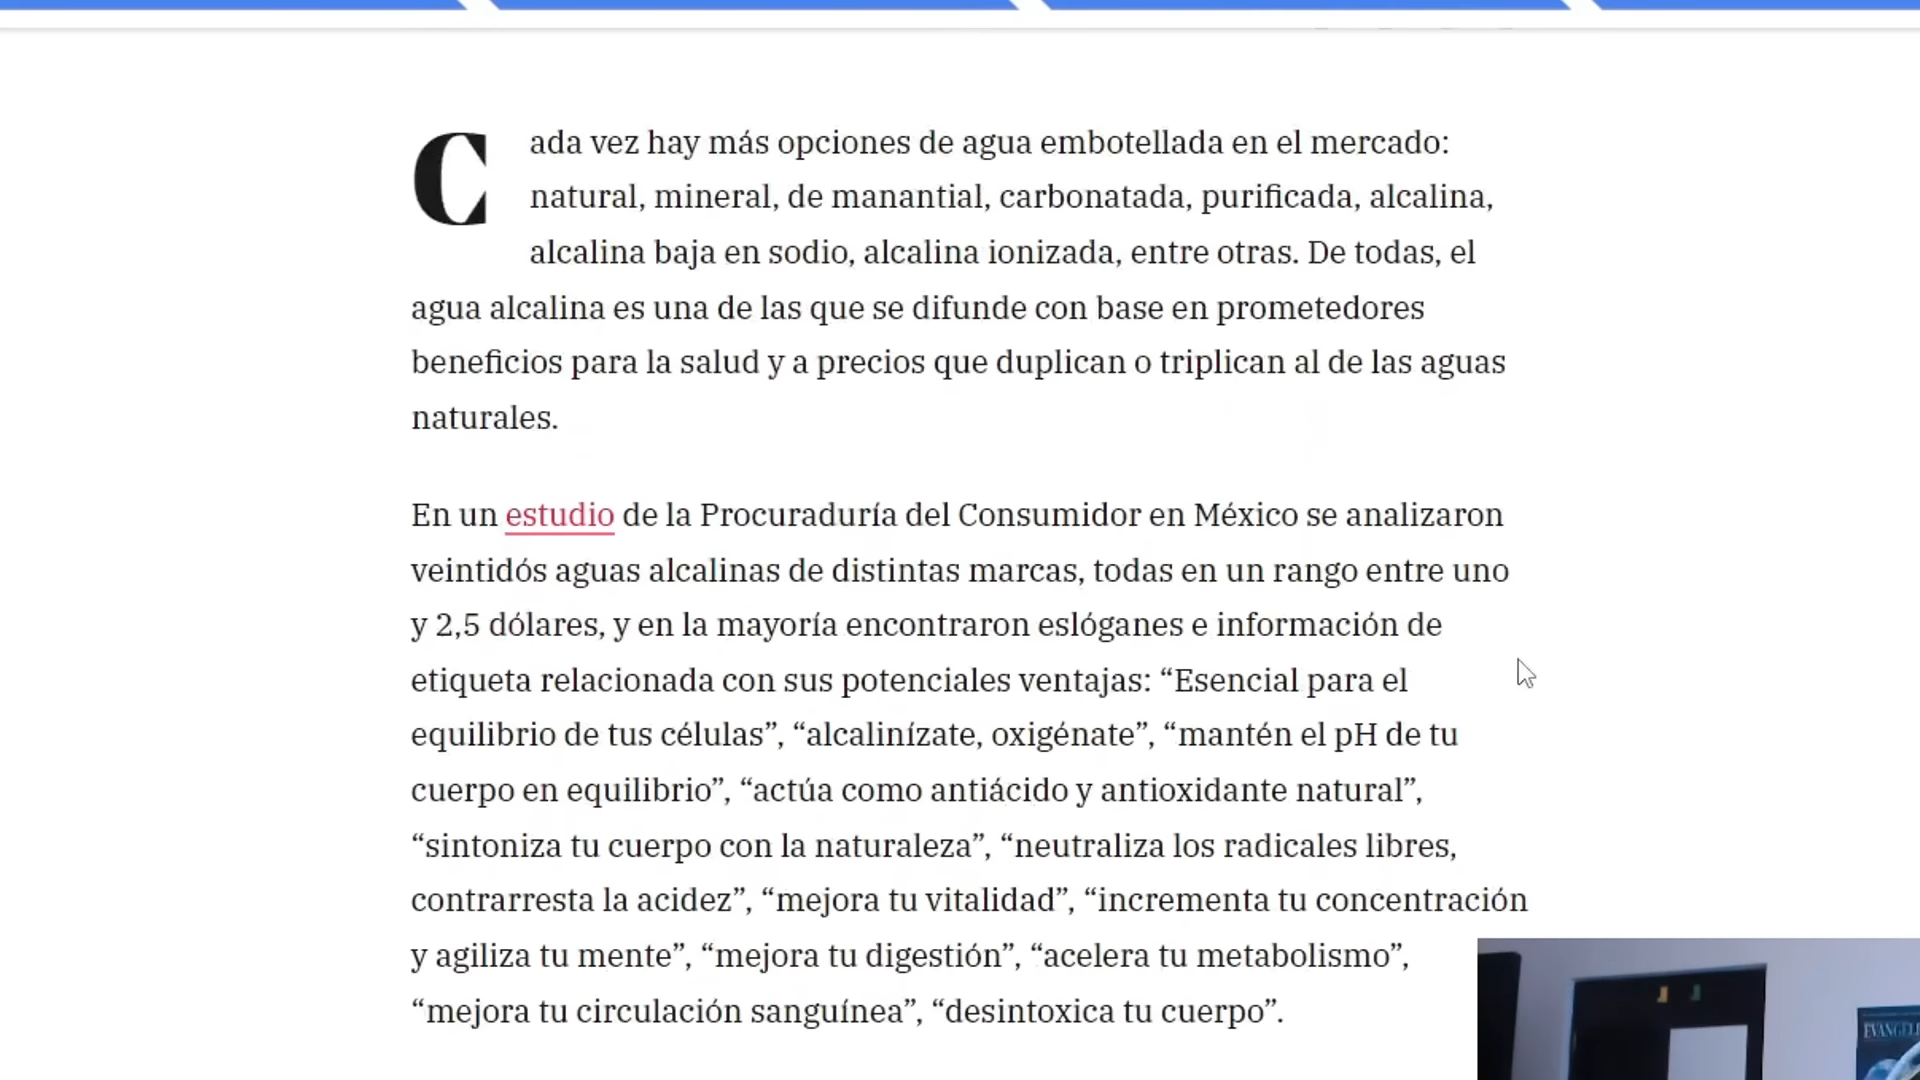 Cada vez hay más opciones de agua embotellada en el mercado:
natural, mineral, de manantial, carbonatada, purificada, alcalina,
alcalina baja en sodio, alcalina ionizada, entre otras. De todas, el
agua alcalina es una de las que se difunde con base en prometedores
beneficios para la salud y a precios que duplican o triplican al de las aguas
naturales.
En un estudio de la Procuraduría del Consumidor en México se analizaron
veintidós aguas alcalinas de distintas marcas, todas en un rango entre uno
y 2,5 dólares, y en la mayoría encontraron eslóganes e información de
etiqueta relacionada con sus potenciales ventajas: “Esencial para el
equilibrio de tus células”, “alcalinízate, oxigénate”, “mantén el pH de tu
cuerpo en equilibrio”, “actúa como antiácido y antioxidante natural”,
“sintoniza tu cuerpo con la naturaleza”, “neutraliza los radicales libres,
contrarresta la acidez”, “mejora tu vitalidad”, “incrementa tu concentración
y agiliza tu mente”, “mejora tu digestión”, “acelera tu metabolismo”,
“mejora tu circulación sanguínea”, “desintoxica tu cuerpo”.